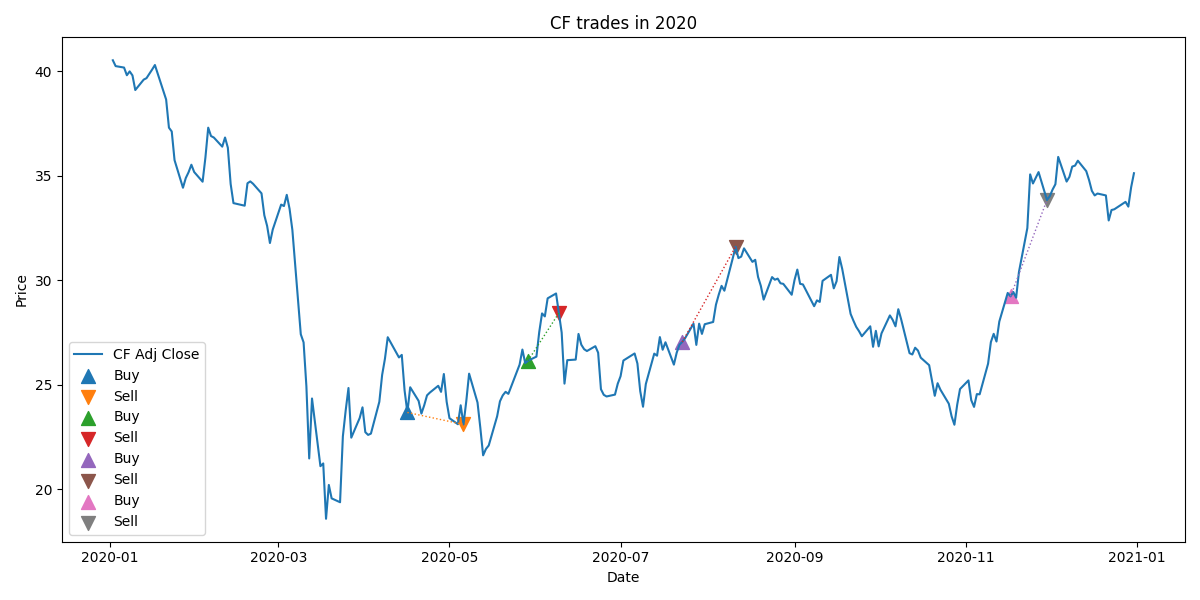 CF trades in 2020
Price
40
35
30
25
20
CF Adj Close
Buy
Sell
Buy
Sell
Buy
Sell
Buy
Sell
2020-01
2020-03
2020-05
2020-07
2020-09
2020-11
2021-01
Date